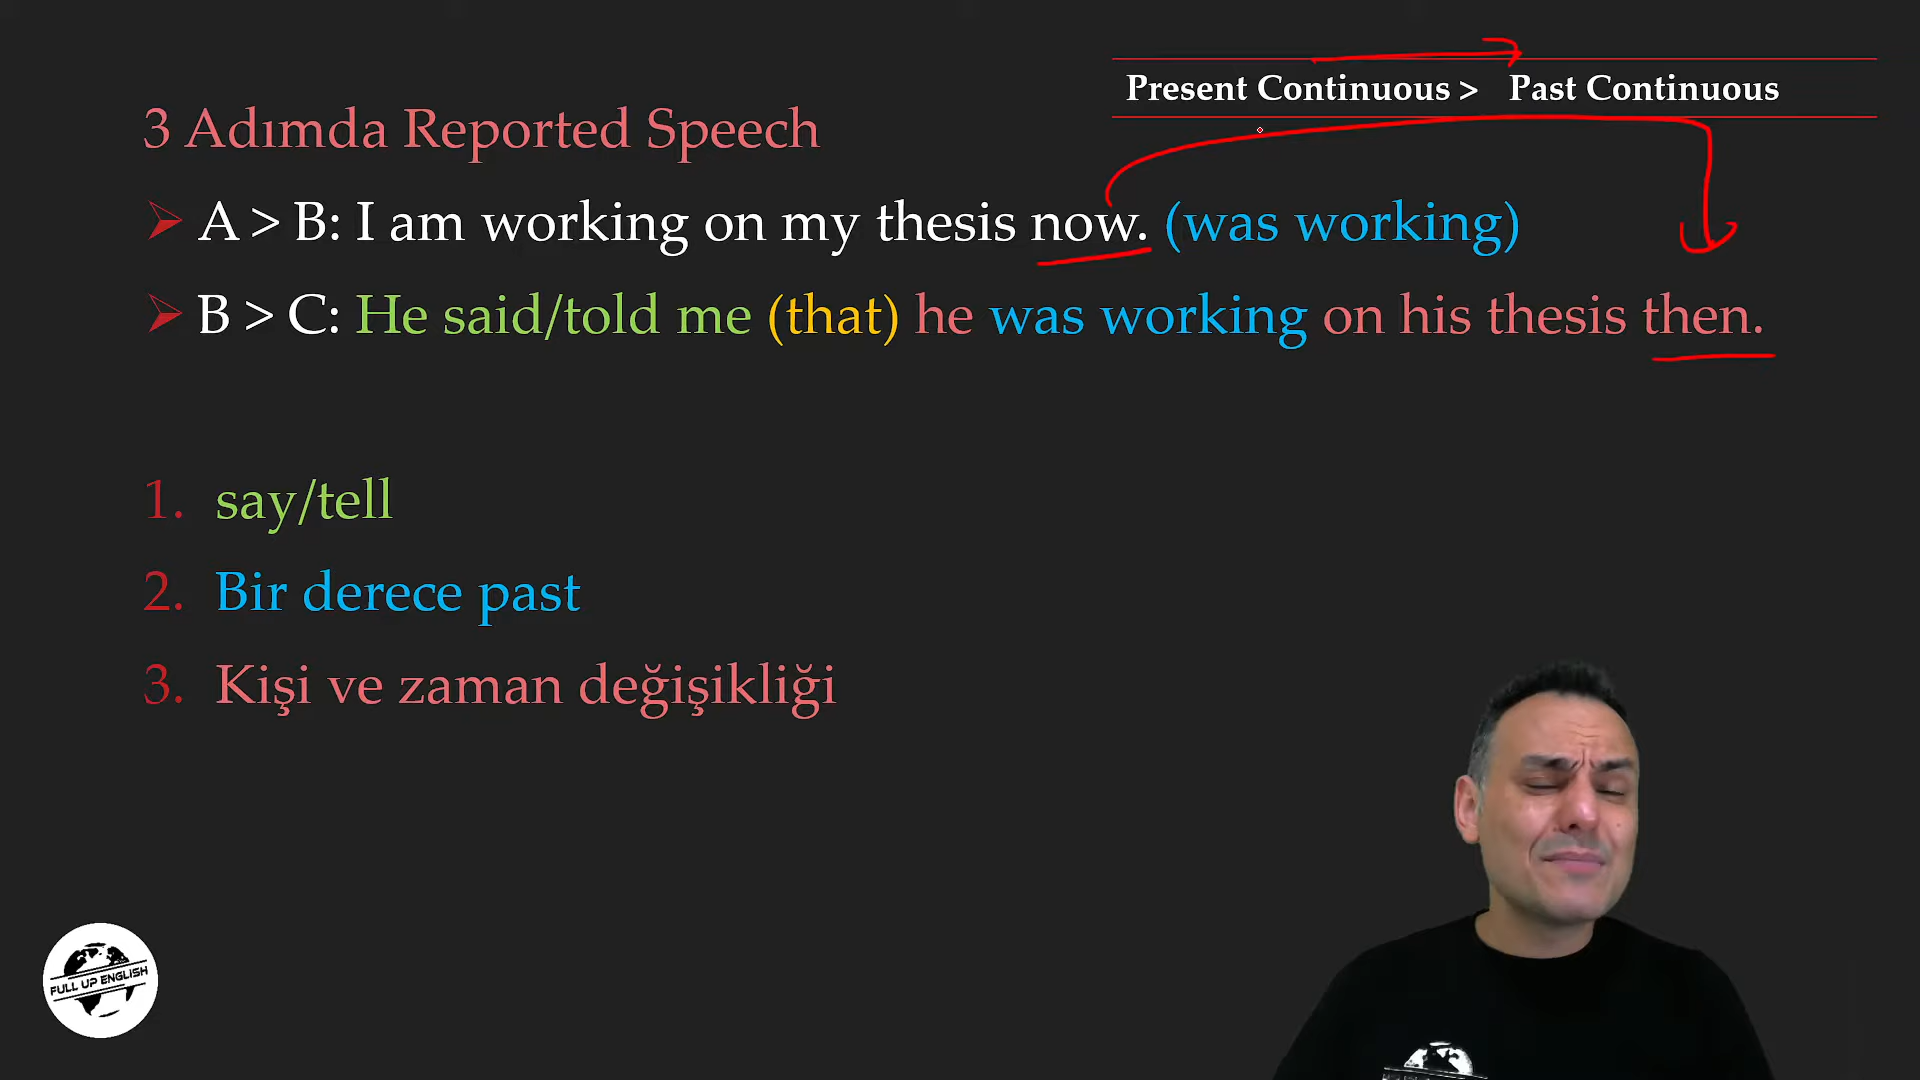 Present Continuous > Past Continuous
3 Adımda Reported Speech
A > B: I am working on my thesis now. (was working)
B > C: He said/told me (that) he was working on his thesis then.
1. say/tell
2. Bir derece past
3. Kişi ve zaman değişikliği
FULL UP ENGLISH